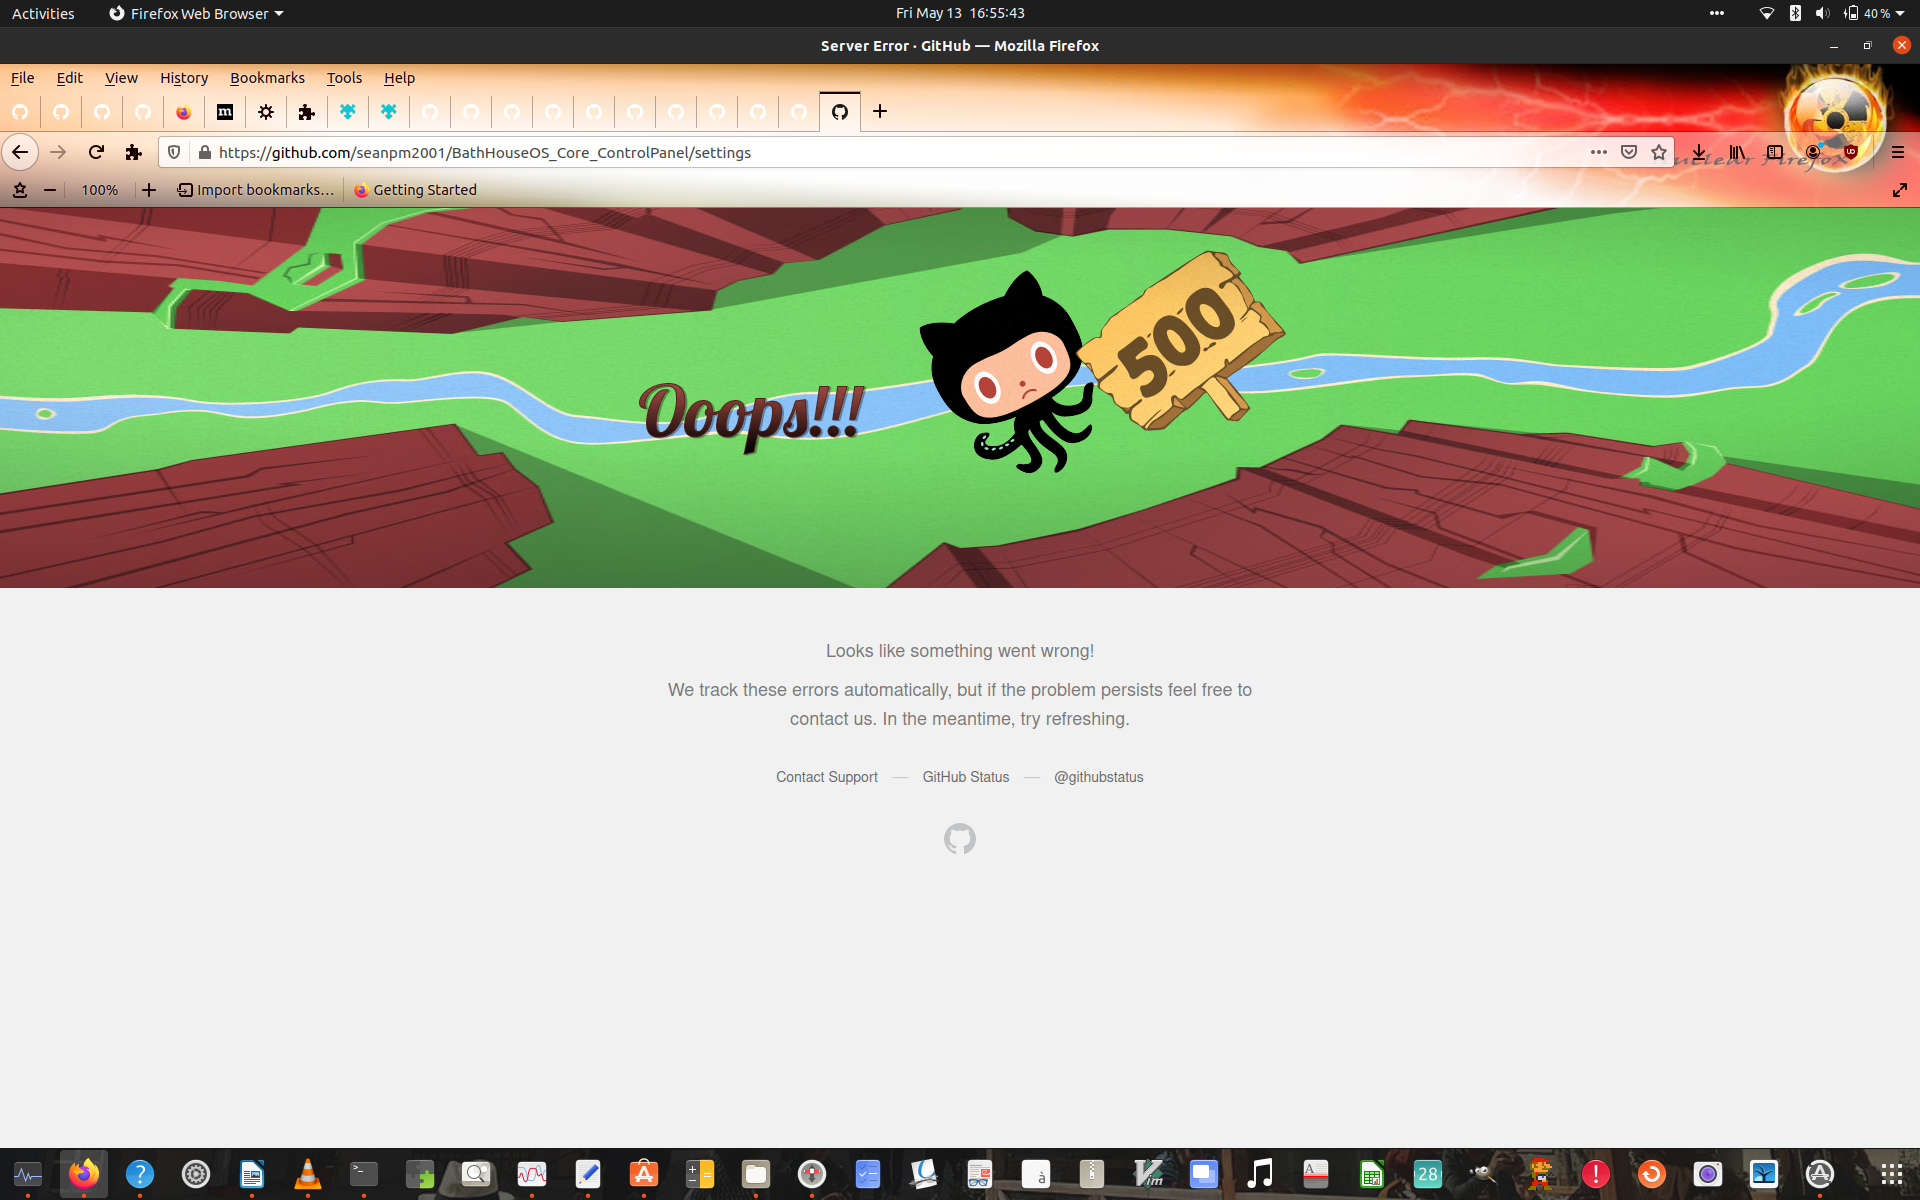 Activities
Firefox Web Browser
Fri May 13 16:55:43
40 %
Server Error · GitHub — Mozilla Firefox
File Edit View History Bookmarks Tools Help
m
https://github.com/seanpm2001/BathHouseOS_Core_ControlPanel/settings
100%
Import bookmarks...
Getting Started
Ooops!!!
500
Looks like something went wrong!
We track these errors automatically, but if the problem persists feel free to
contact us. In the meantime, try refreshing.
Contact Support — GitHub Status — @githubstatus
28